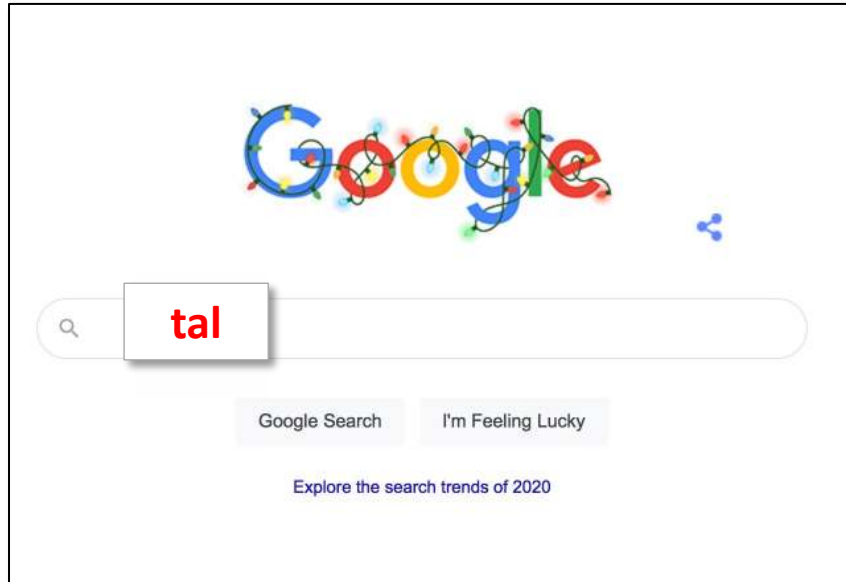 Google
tal
Google Search
I'm Feeling Lucky
Explore the search trends of 2020